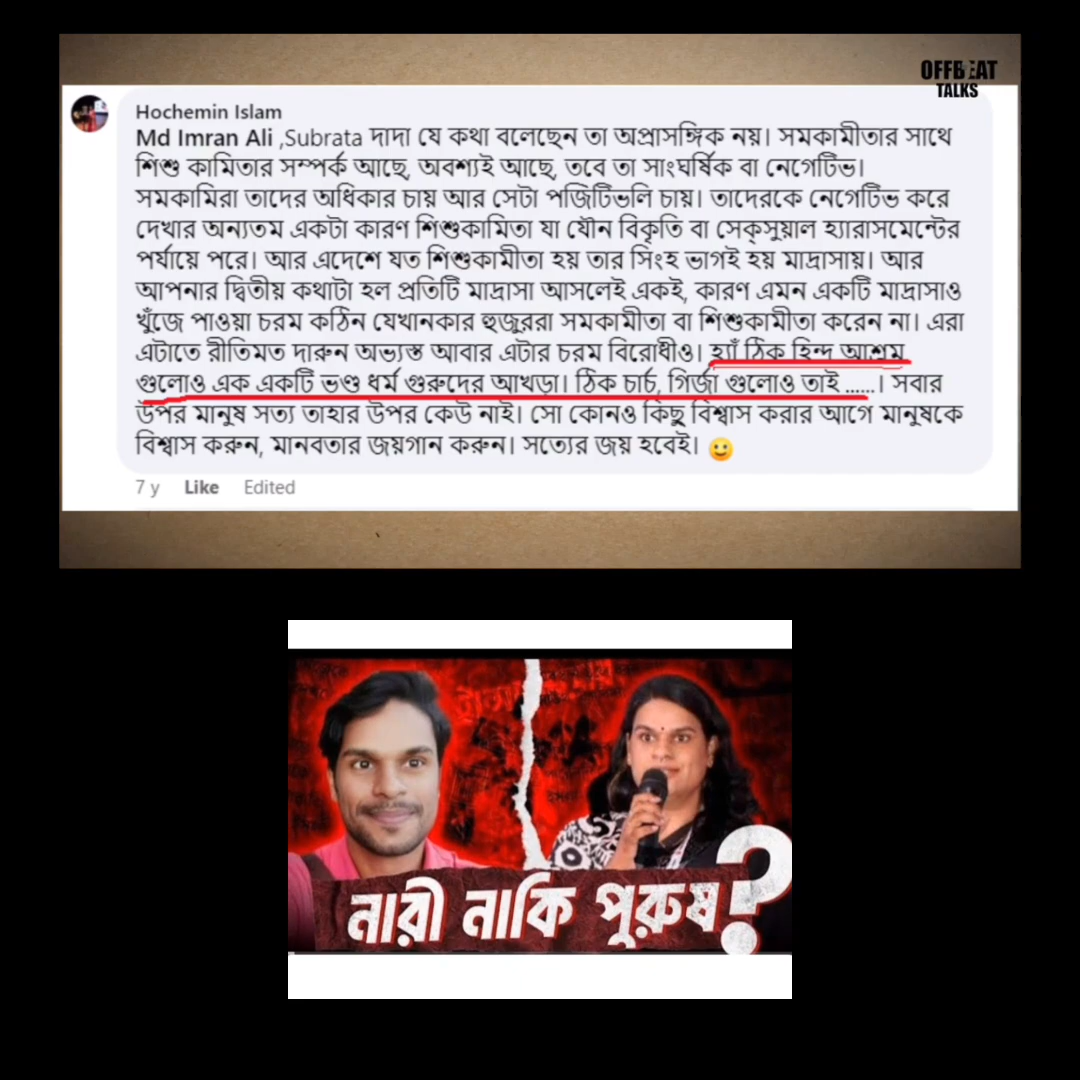 OFFBEAT
TALKS
Hochemin Islam
Md Imran Ali ,Subrata দাদা যে কথা বলেছেন তা অপ্রাসঙ্গিক নয়। সমকামীতার সাথে
শিশু কামিতার সম্পর্ক আছে, অবশ্যই আছে, তবে তা সাংঘর্ষিক বা নেগেটিভ।
সমকামিরা তাদের অধিকার চায় আর সেটা পজিটিভলি চায়। তাদেরকে নেগেটিভ করে
দেখার অন্যতম একটা কারণ শিশুকামিতা যা যৌন বিকৃতি বা সেক্সুয়াল হ্যারাসমেন্টের
পর্যায়ে পরে। আর এদেশে যত শিশুকামীতা হয় তার সিংহ ভাগই হয় মাদ্রাসায়। আর
আপনার দ্বিতীয় কথাটা হল প্রতিটি মাদ্রাসা আসলেই একই, কারণ এমন একটি মাদ্রাসাও
খুঁজে পাওয়া চরম কঠিন যেখানকার হুজুররা সমকামীতা বা শিশুকামীতা করেন না। এরা
এটাতে রীতিমত দারুন অভ্যস্ত আবার এটার চরম বিরোধীও। হ্যাঁ ঠিক হিন্দ আশ্রম
গুলোও এক একটি ভণ্ড ধর্ম গুরুদের আখড়া। ঠিক চার্চ, গির্জা গুলোও তাই ......। সবার
উপর মানুষ সত্য তাহার উপর কেউ নাই। সো কোনও কিছু বিশ্বাস করার আগে মানুষকে
বিশ্বাস করুন, মানবতার জয়গান করুন। সত্যের জয় হবেই। 🙂
7 y Like Edited
নারী নাকি পুরুষ?